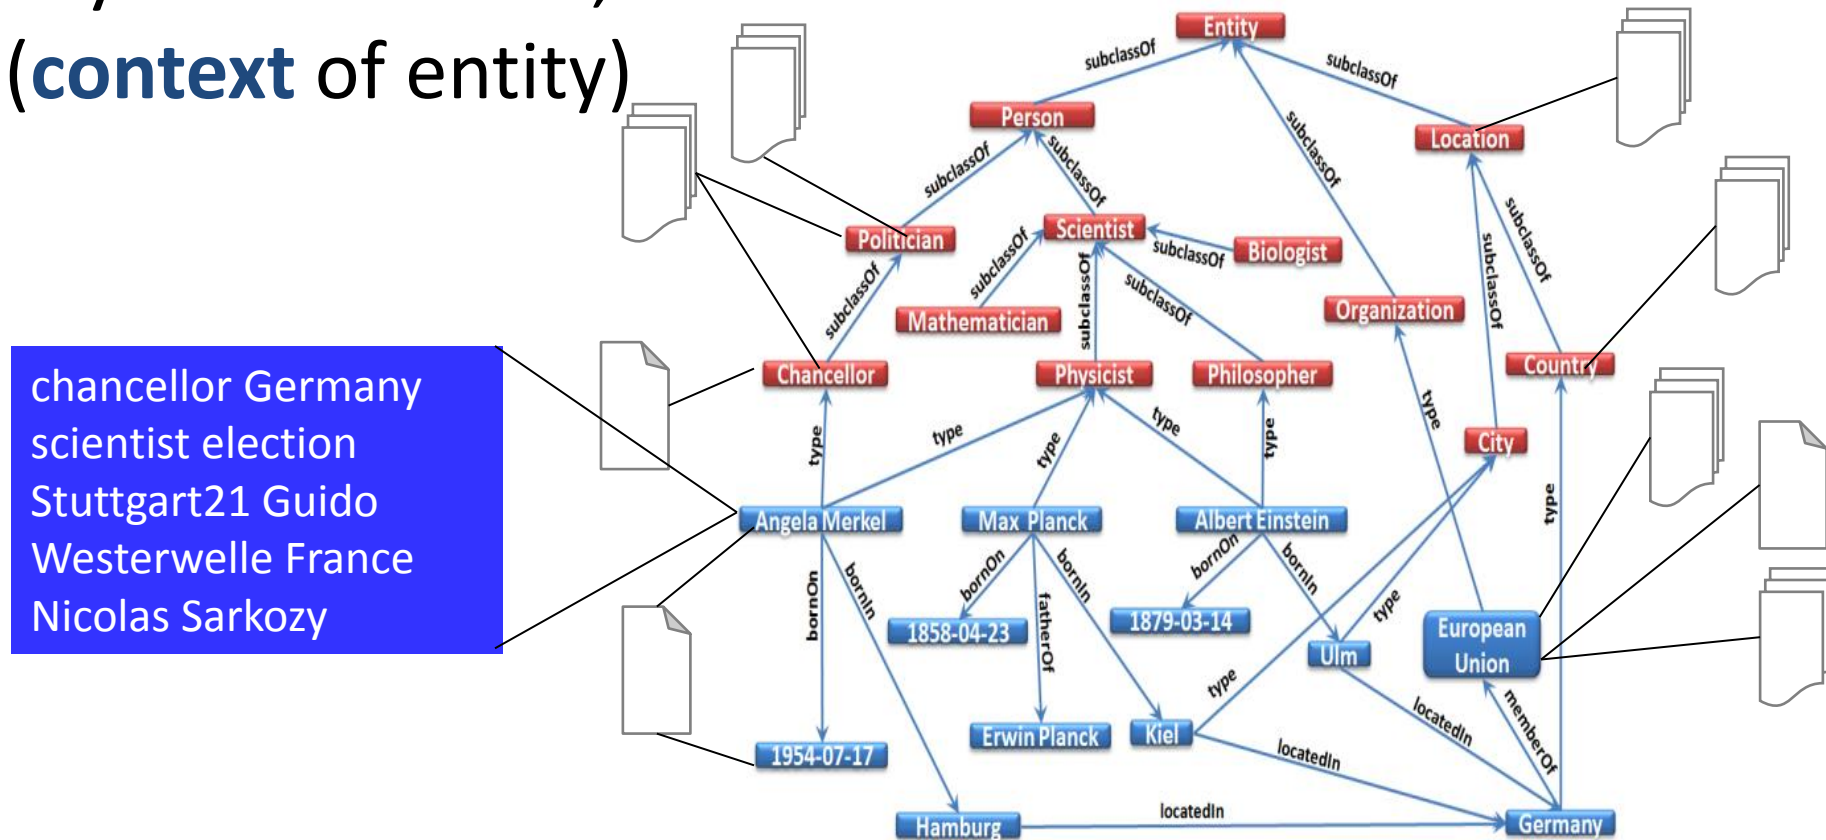 (context of entity)
Entity
subclassOf
subclassOf
subclassOf
Person
Location
subclassOf
subclassOf
subclassOf
subclassOf
Politician
Scientist
Biologist
subclassOf
subclassOf
subclassOf
subclassOf
subclassOf
Mathematician
Organization
Chancellor
Physicist
Philosopher
Country
City
chancellor Germany
scientist election
Stuttgart21 Guido
Westerwelle France
Nicolas Sarkozy
type
type
type
type
type
type
type
Angela Merkel
Max Planck
Albert Einstein
bornOn
bornIn
bornOn
fatherOf
bornIn
bornOn
bornIn
type
type
1858-04-23
1879-03-14
Ulm
European
Union
1954-07-17
Erwin Planck
Kiel
locatedIn
locatedIn
memberOf
Hamburg
locatedIn
Germany